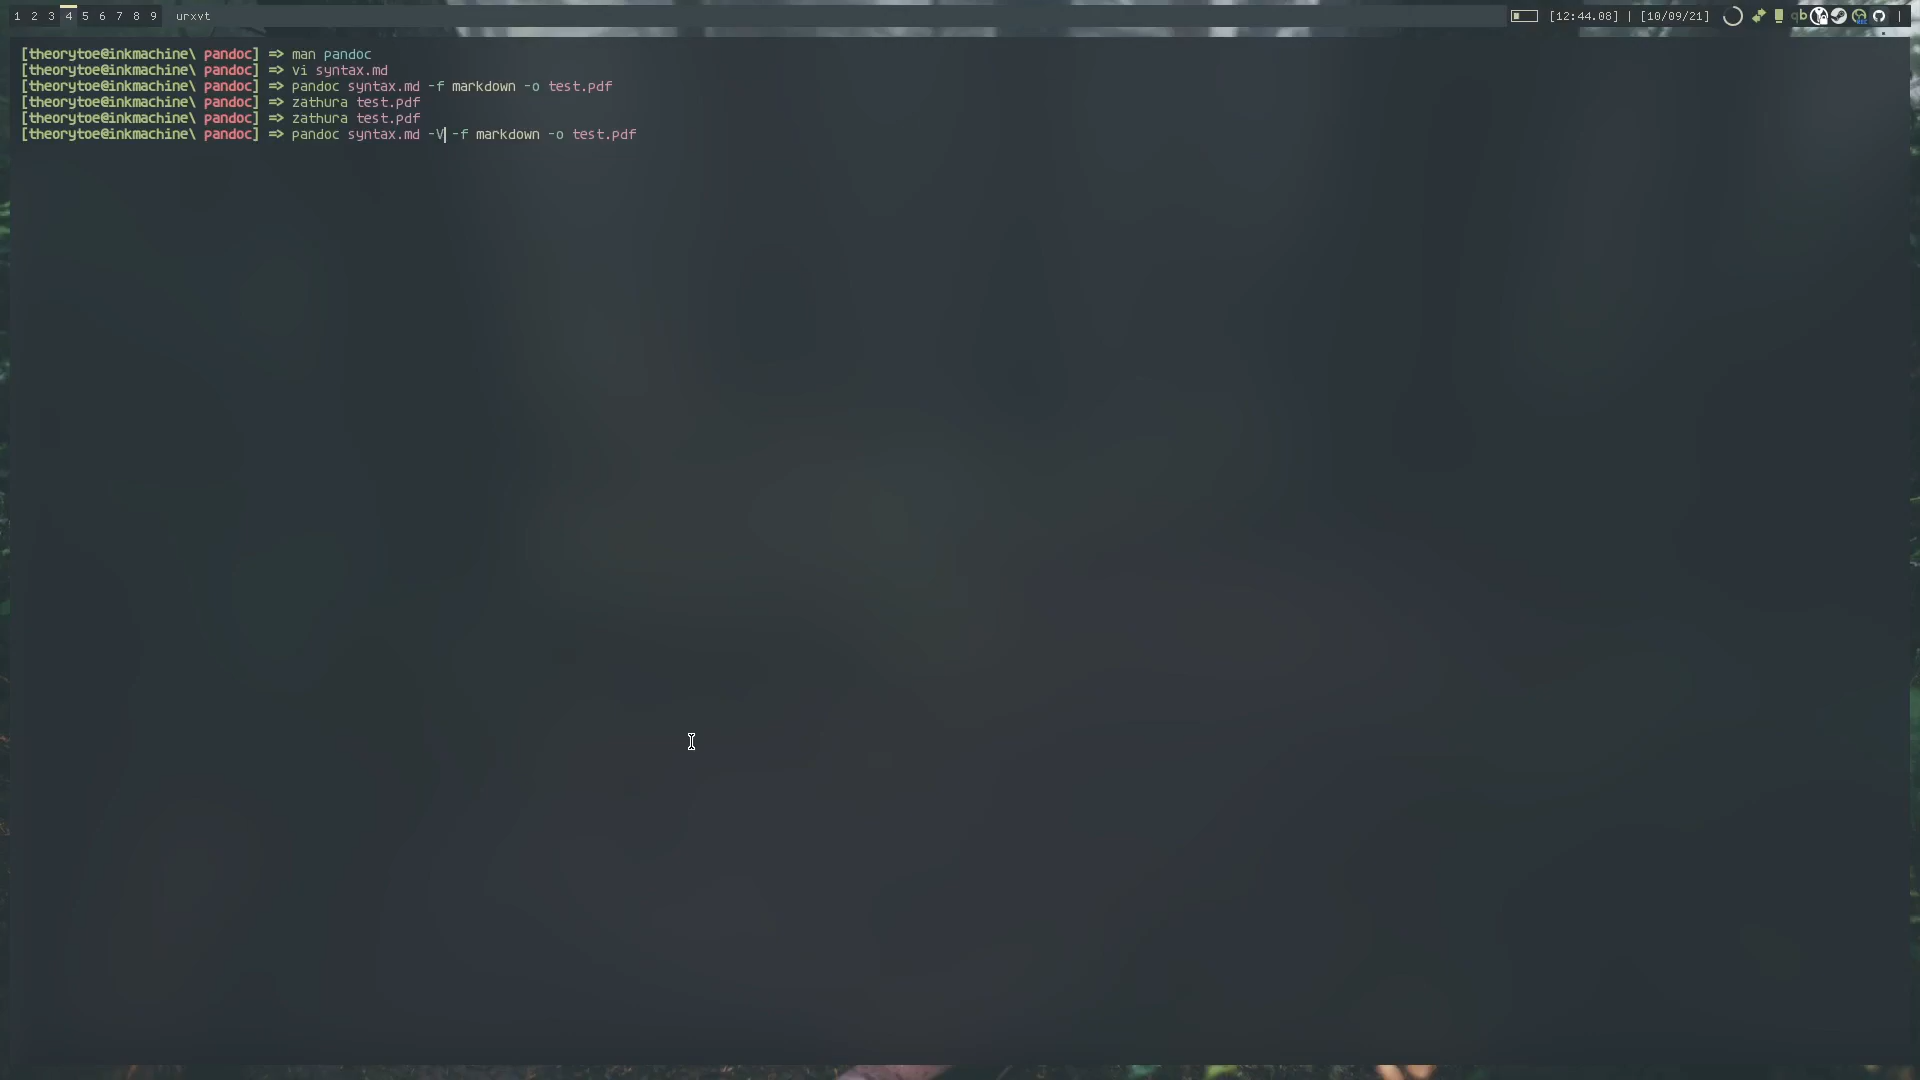 1 2 3 4 5 6 7 8 9 urxvt [12:44.08] | [10/09/21] qb |
[theorytoe@inkmachine\ pandoc] => man pandoc
[theorytoe@inkmachine\ pandoc] => vi syntax.md
[theorytoe@inkmachine\ pandoc] => pandoc syntax.md -f markdown -o test.pdf
[theorytoe@inkmachine\ pandoc] => zathura test.pdf
[theorytoe@inkmachine\ pandoc] => zathura test.pdf
[theorytoe@inkmachine\ pandoc] => pandoc syntax.md -V -f markdown -o test.pdf